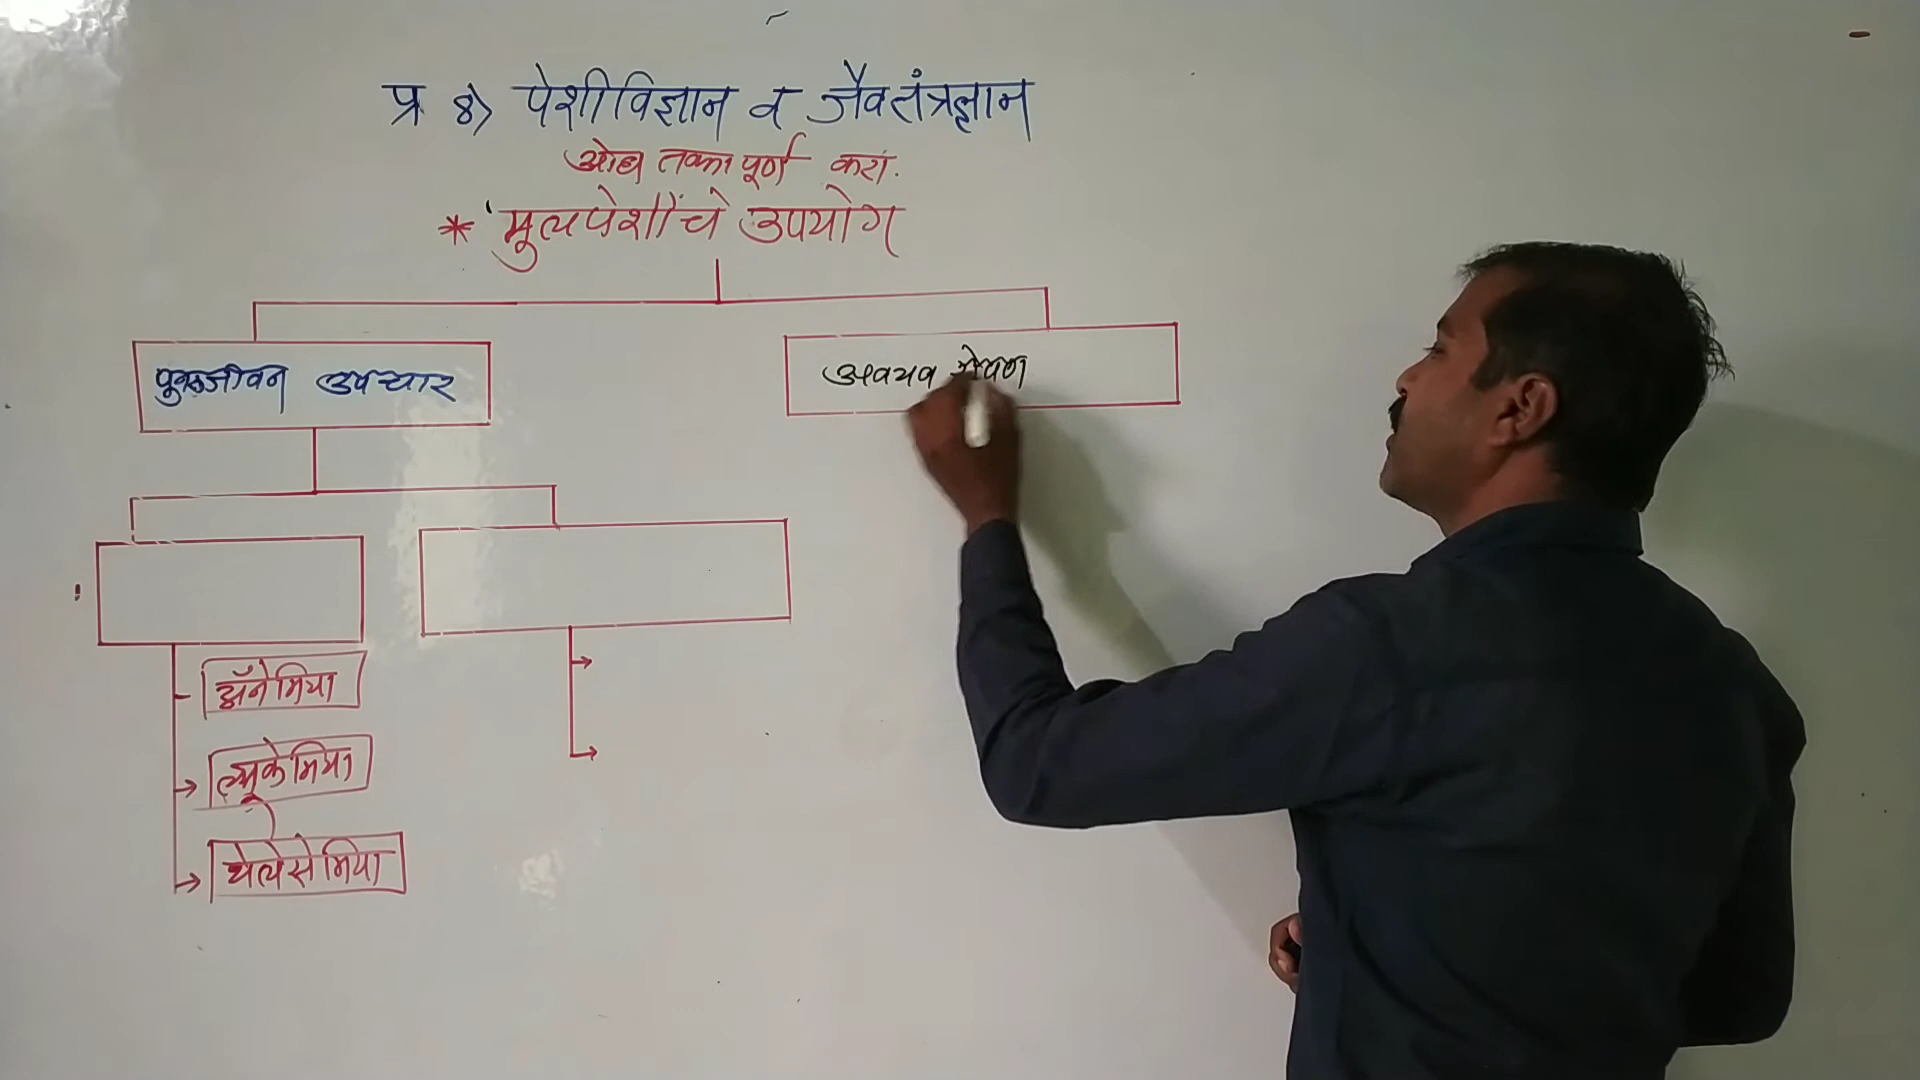 प्र ४) पेशीविज्ञान व जैवतंत्रज्ञान
ओघ तक्ता पूर्ण करा.
* 'मुलपेशींचे उपयोग
पुनरुज्जीवन उपचार
अवयव रोपण
ॲनेमिया
ल्युकेमिया
थेलेसेमिया